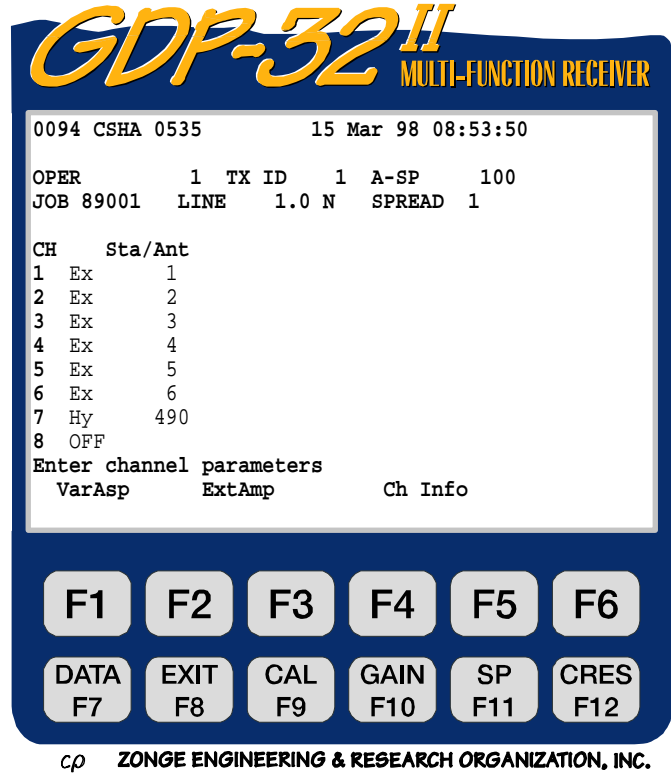 GDP-32 II
MULTI-FUNCTION RECEIVER
0094 CSHA 0535 15 Mar 98 08:53:50
OPER 1 TX ID 1 A-SP 100
JOB 89001 LINE 1.0 N SPREAD 1
CH Sta/Ant
1 Ex 1
2 Ex 2
3 Ex 3
4 Ex 4
5 Ex 5
6 Ex 6
7 Hy 490
8 OFF
Enter channel parameters
VarAsp ExtAmp Ch Info
F1 F2 F3 F4 F5 F6
DATA EXIT CAL GAIN SP CRES
F7 F8 F9 F10 F11 F12
ZONGE ENGINEERING & RESEARCH ORGANIZATION, INC.